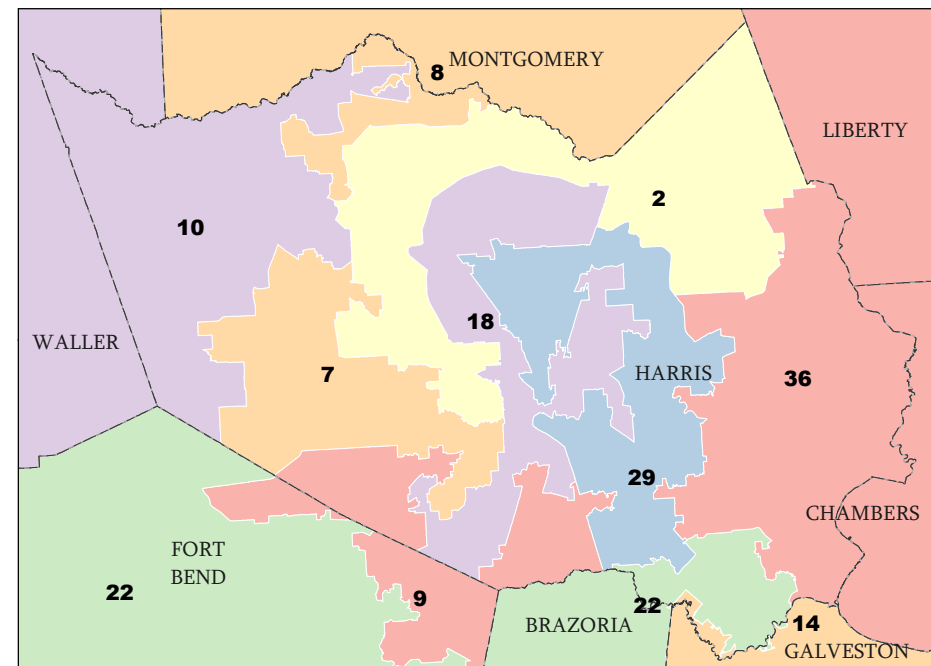 MONTGOMERY
8
LIBERTY
2
10
18
WALLER
7
HARRIS
36
29
CHAMBERS
FORT
BEND
22
9
22
BRAZORIA
14
GALVESTON